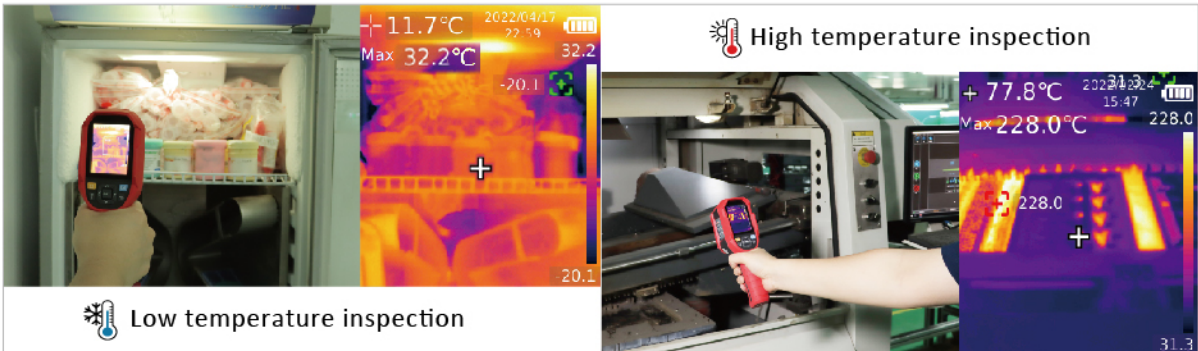 11.7°C
2022/04/17
22:59
Max 32.2°C
32.2
-20.1
-20.1
Low temperature inspection
High temperature inspection
77.8°C
31.3
15:47
Max 228.0°C
228.0
228.0
31.3